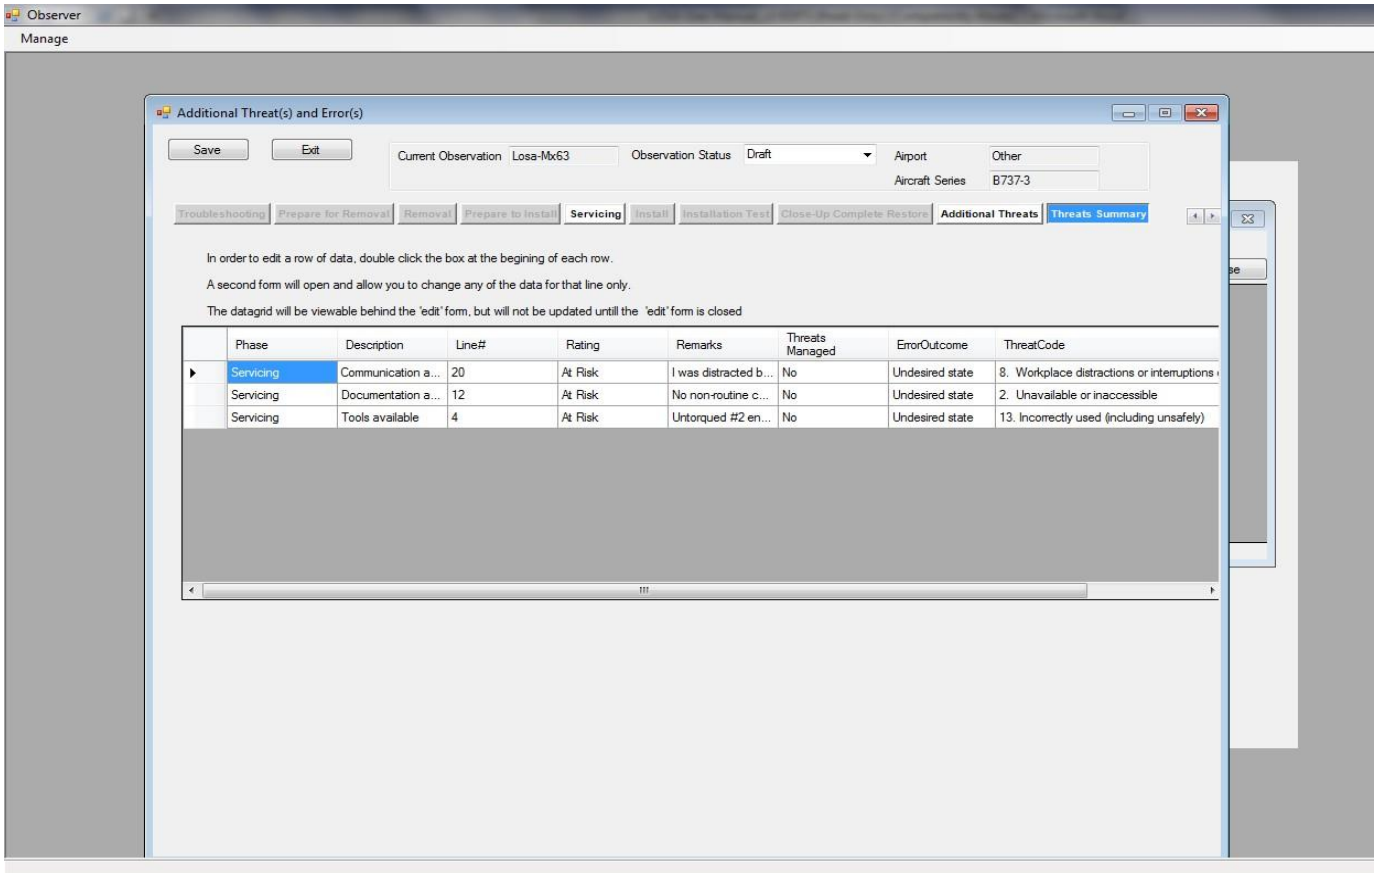 Observer
Manage
Additional Threat(s) and Error(s)
Save Exit Current Observation Losa-Mx63 Observation Status Draft Airport Other
Aircraft Series B737-3
Troubleshooting Prepare for Removal Removal Prepare to Install Servicing Install Installation Test Close-Up Complete Restore Additional Threats Threats Summary
In order to edit a row of data, double click the box at the begining of each row.
se
A second form will open and allow you to change any of the data for that line only.
The datagrid will be viewable behind the 'edit' form, but will not be updated untill the 'edit' form is closed
Phase Description Line# Rating Remarks Threats Managed ErrorOutcome ThreatCode
Servicing Communication a... 20 At Risk I was distracted b... No Undesired state 8. Workplace distractions or interruptions
Servicing Documentation a... 12 At Risk No non-routine c... No Undesired state 2. Unavailable or inaccessible
Servicing Tools available 4 At Risk Untorqued #2 en... No Undesired state 13. Incorrectly used (including unsafely)